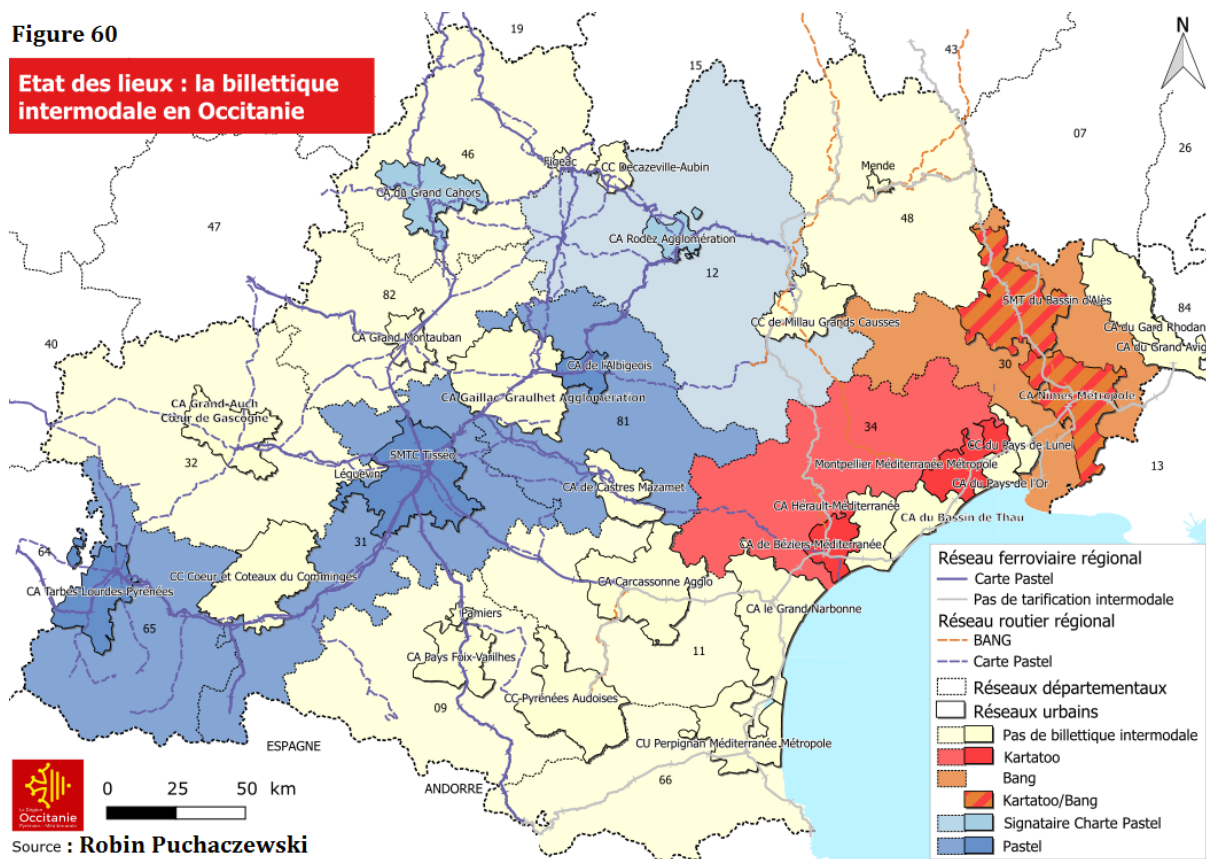 Figure 60
Etat des lieux : la billettique
intermodale en Occitanie
19
15
43
N
07
26
46
Figeac
CC Decazeville-Aubin
Mende
CA du Grand Cahors
47
48
CA Rodez Agglomération
12
82
SMT du Bassin d'Alès
84
CA du Gard Rhodan
CA du Grand Avig
40
CA Grand Montauban
CC de Millau Grands Causses
30
CA de l'Albigeois
CA Nîmes Métropole
CA Grand-Auch
Cœur de Gascogne
CA Gaillac Graulhet Agglomération
81
34
CC du Pays de Lunel
32
SMTC Tisséo
Léguevin
Montpellier Méditerranée Métropole
13
CA du Pays de l'Or
CA de Castres Mazamet
CA Hérault-Méditerranée
CA du Bassin de Thau
31
64
CA de Béziers Méditerranée
CC Coeur et Coteaux du Comminges
CA Tarbes Lourdes Pyrénées
CA Carcassonne Agglo
CA le Grand Narbonne
65
Pamiers
CA Pays Foix-Varilhes
11
CC-Pyrénées Audoises
09
ESPAGNE
CU Perpignan Méditerranée Métropole
ANDORRE
66
Réseau ferroviaire régional
Carte Pastel
Pas de tarification intermodale
Réseau routier régional
BANG
Carte Pastel
Réseaux départementaux
Réseaux urbains
Pas de billettique intermodale
Kartatoo
Bang
Kartatoo/Bang
Signataire Charte Pastel
Pastel
0 25 50 km
La Région
Occitanie
Pyrénées - Méditerranée
Source : Robin Puchaczewski